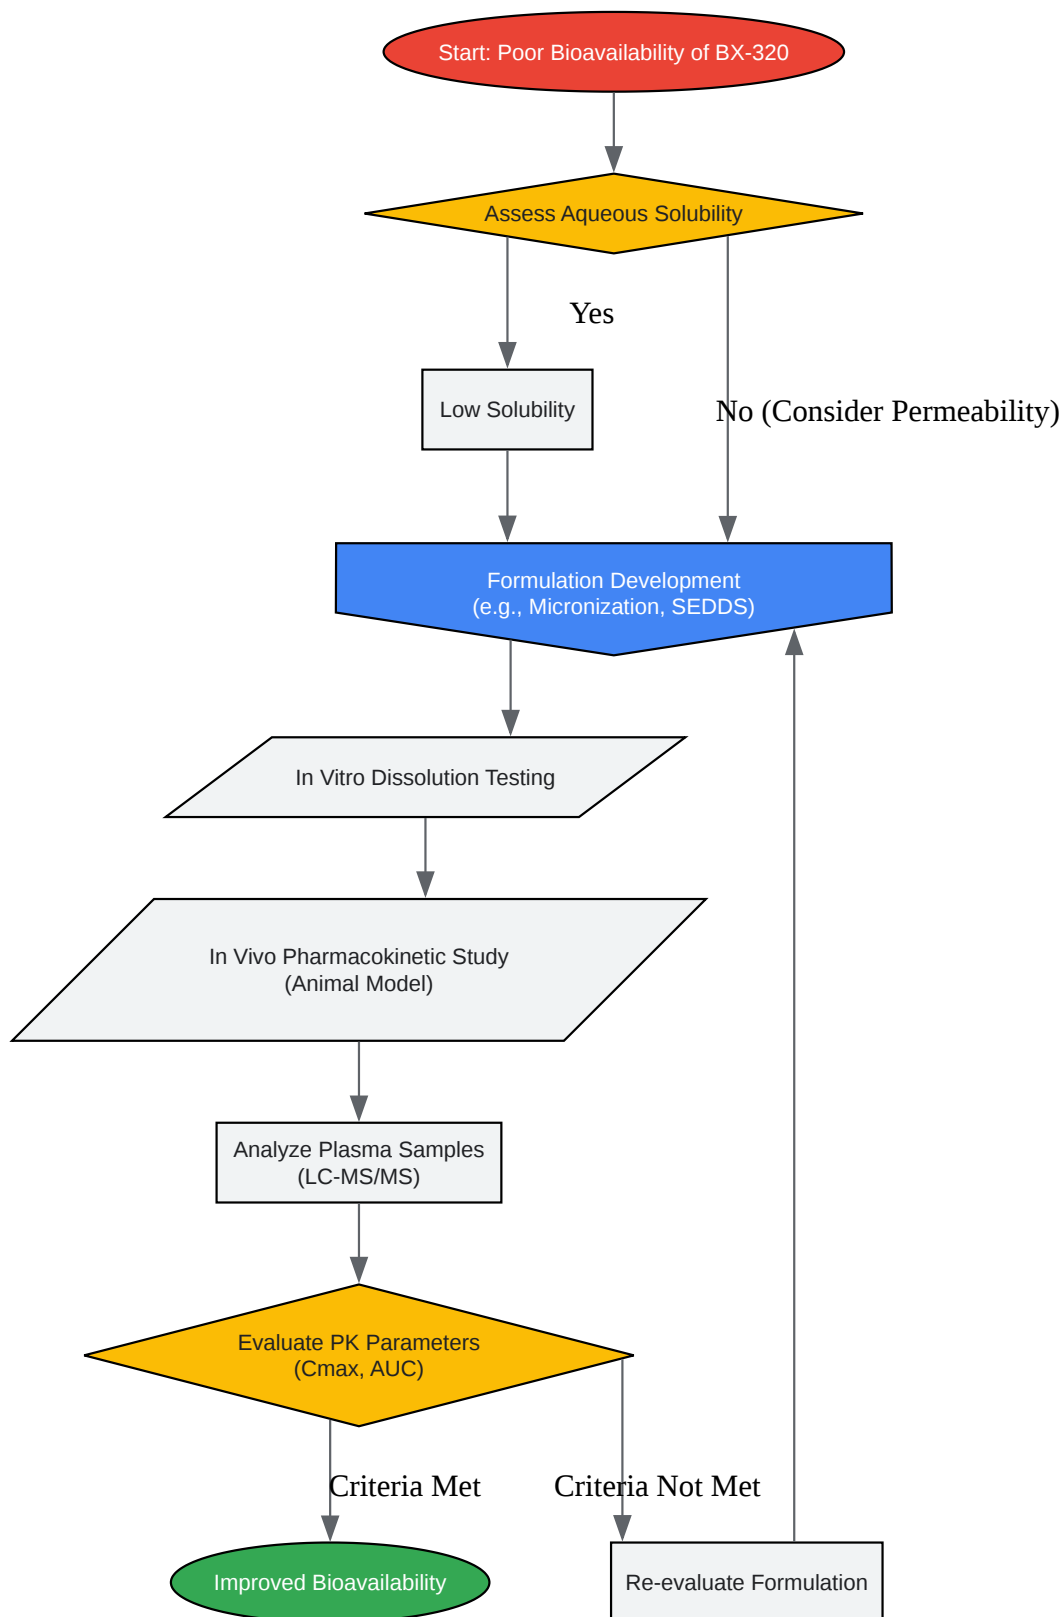 Start: Poor Bioavailability of BX-320
Assess Aqueous Solubility
Yes
Low Solubility
No (Consider Permeability)
Formulation Development
(e.g., Micronization, SEDDS)
In Vitro Dissolution Testing
In Vivo Pharmacokinetic Study
(Animal Model)
Analyze Plasma Samples
(LC-MS/MS)
Evaluate PK Parameters
(Cmax, AUC)
Criteria Met
Criteria Not Met
Improved Bioavailability
Re-evaluate Formulation